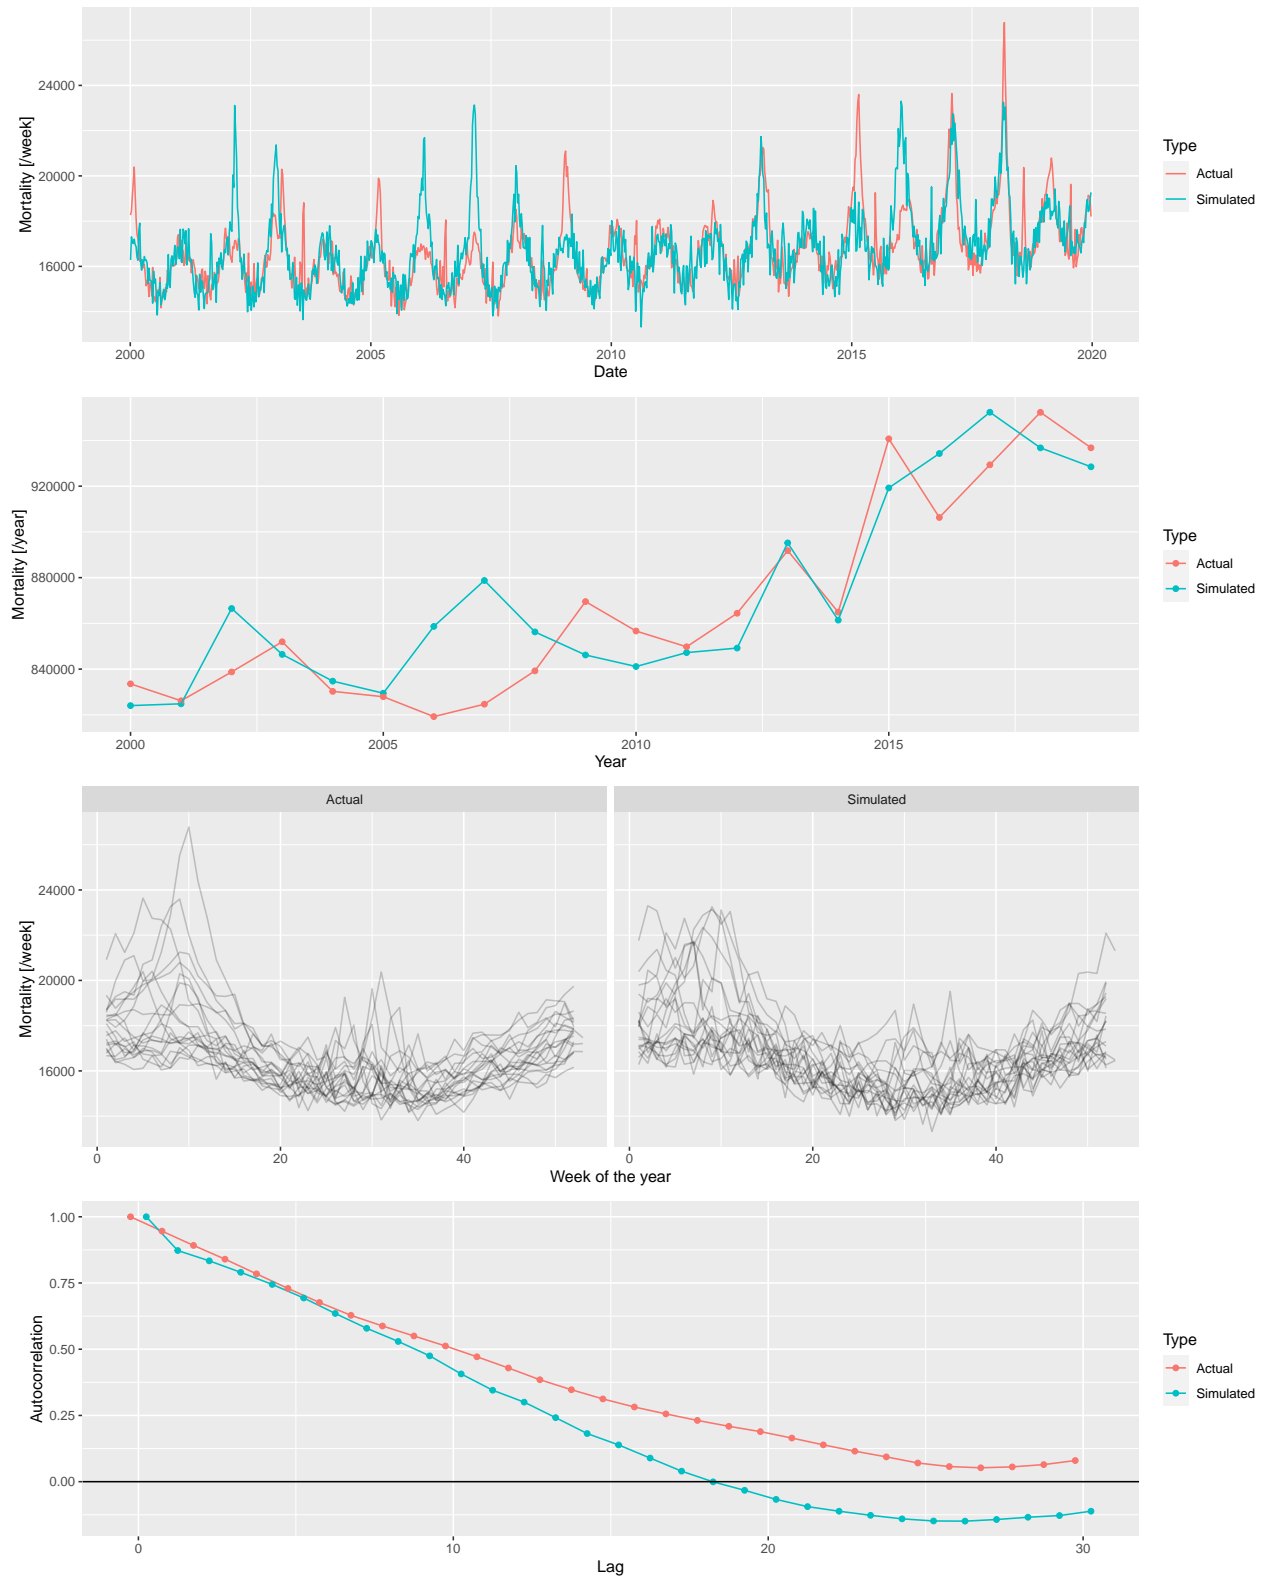 24000
20000
16000
Mortality [/week]
2000
2005
2010
2015
2020
Date
Type
Actual
Simulated
920000
880000
840000
Mortality [/year]
2000
2005
2010
2015
Year
Type
Actual
Simulated
Actual
Simulated
24000
20000
16000
Mortality [/week]
0
20
40
0
20
40
Week of the year
1.00
0.75
0.50
0.25
0.00
Autocorrelation
0
10
20
30
Lag
Type
Actual
Simulated